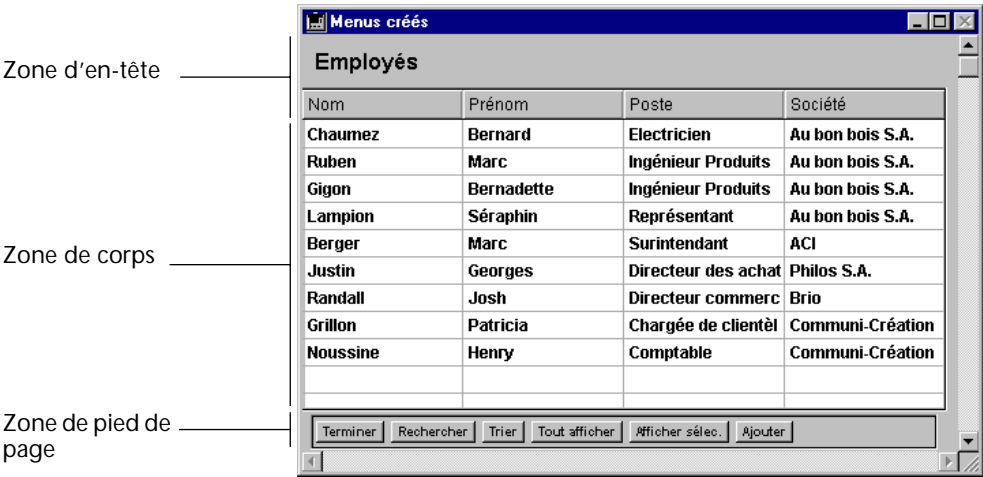 Menus créés
Zone d'en-tête
Employés
Nom Prénom Poste Société
Chaumez Bernard Electricien Au bon bois S.A.
Ruben Marc Ingénieur Produits Au bon bois S.A.
Gigon Bernadette Ingénieur Produits Au bon bois S.A.
Lampion Séraphin Représentant Au bon bois S.A.
Zone de corps
Berger Marc Surintendant ACI
Justin Georges Directeur des achat Philos S.A.
Randall Josh Directeur commerc Brio
Grillon Patricia Chargée de clientèl Communi-Création
Noussine Henry Comptable Communi-Création
Zone de pied de
page
Terminer Rechercher Trier Tout afficher Afficher sélec. Ajouter